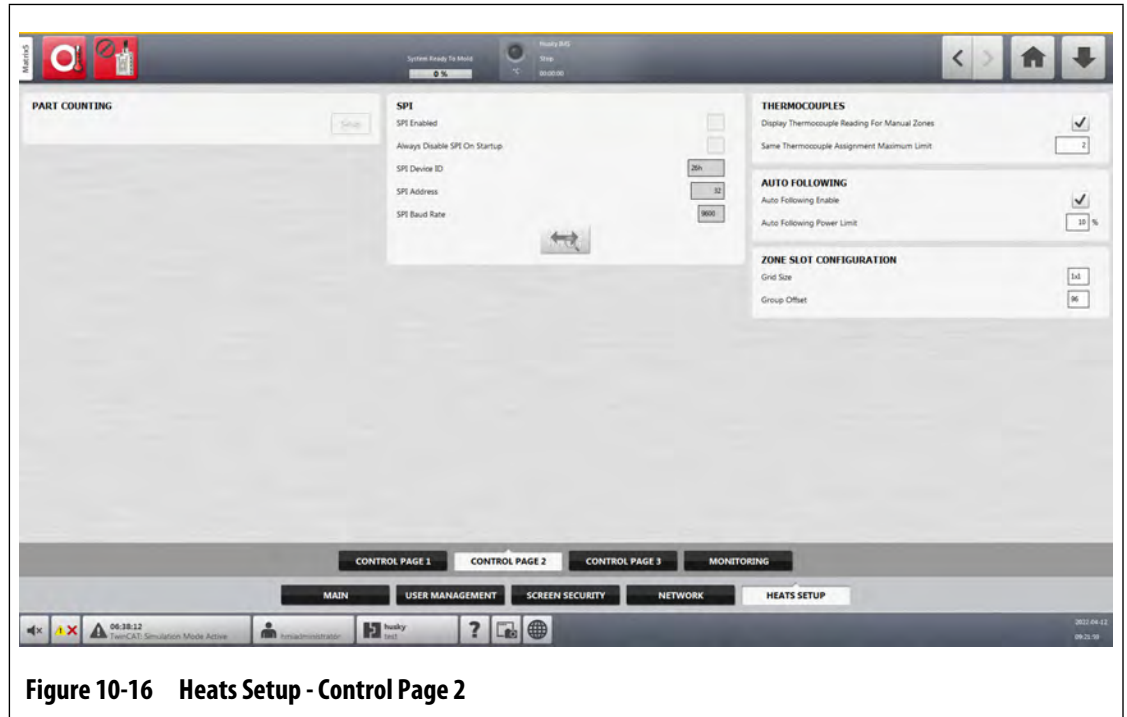 Matrix5
System Ready To Mold
0 %
°C
Husky IMG
Stop
00:00:00
PART COUNTING
Setup
SPI
SPI Enabled
Always Disable SPI On Startup
SPI Device ID
26h
SPI Address
32
SPI Baud Rate
9600
THERMOCOUPLES
Display Thermocouple Reading For Manual Zones
Same Thermocouple Assignment Maximum Limit
2
AUTO FOLLOWING
Auto Following Enable
Auto Following Power Limit
10 %
ZONE SLOT CONFIGURATION
Grid Size
1x1
Group Offset
96
CONTROL PAGE 1 CONTROL PAGE 2 CONTROL PAGE 3 MONITORING
MAIN USER MANAGEMENT SCREEN SECURITY NETWORK HEATS SETUP
06:38:12
TwinCAT: Simulation Mode Active
hmiadministrator
husky
test
?
2022-04-12
09:21:50
Figure 10-16 Heats Setup - Control Page 2